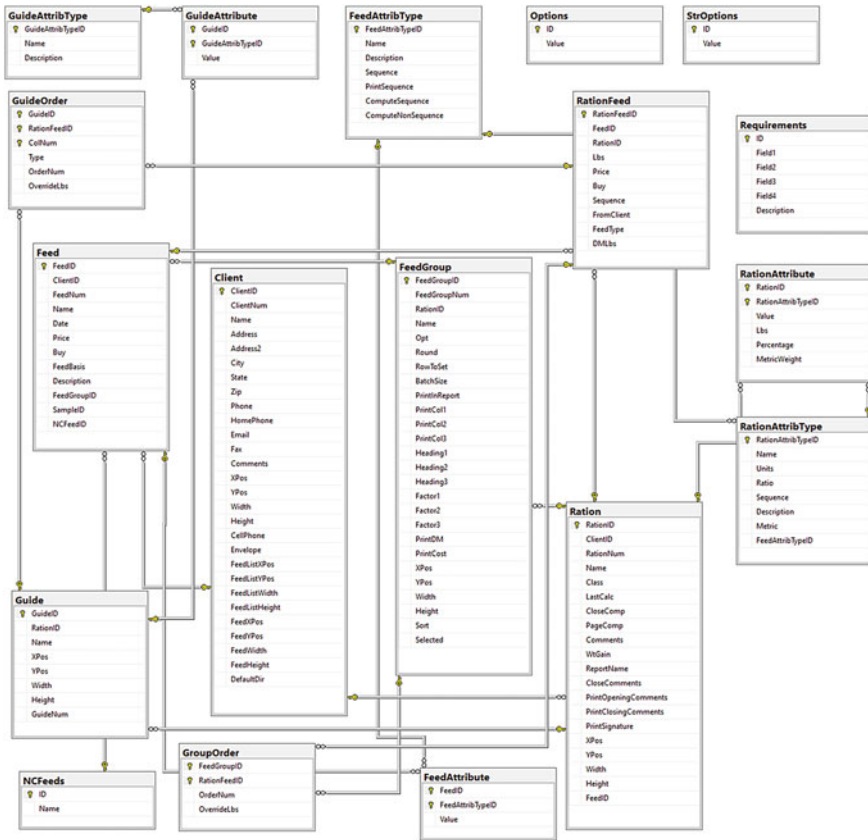 GuideAttribType
GuideAttribTypeID
Name
Description
GuideAttribute
GuideID
GuideAttribTypeID
Value
FeedAttribType
FeedAttribTypeID
Name
Description
Sequence
PrintSequence
ComputeSequence
ComputeNonSequence
Options
ID
Value
StrOptions
ID
Value
GuideOrder
GuideID
RationFeedID
ColNum
Type
OrderNum
OverrideLbs
RationFeed
RationFeedID
FeedID
RationID
Lbs
Price
Buy
Sequence
FromClient
FeedType
DMLbs
Requirements
ID
Field1
Field2
Field3
Field4
Description
Feed
FeedID
ClientID
FeedNum
Name
Date
Price
Buy
FeedBasis
Description
FeedGroupID
SampleID
NCFeedID
Client
ClientID
ClientNum
Name
Address
Address2
City
State
Zip
Phone
HomePhone
Email
Fax
Comments
XPos
YPos
Width
Height
CellPhone
Envelope
FeedListXPos
FeedListYPos
FeedListWidth
FeedListHeight
FeedXPos
FeedYPos
FeedWidth
FeedHeight
DefaultDir
FeedGroup
FeedGroupID
FeedGroupNum
RationID
Name
Opt
Round
RowToSet
BatchSize
PrintInReport
PrintCol1
PrintCol2
PrintCol3
Heading1
Heading2
Heading3
Factor1
Factor2
Factor3
PrintDM
PrintCost
XPos
YPos
Width
Height
Sort
Selected
RationAttribute
RationID
RationAttribTypeID
Value
Lbs
Percentage
MetricWeight
RationAttribType
RationAttribTypeID
Name
Units
Ratio
Sequence
Description
Metric
FeedAttribTypeID
Ration
RationID
ClientID
RationNum
Name
Class
LastCalc
CloseComp
PageComp
Comments
WtGain
ReportName
CloseComments
PrintOpeningComments
PrintClosingComments
PrintSignature
XPos
YPos
Width
Height
FeedID
Guide
GuideID
RationID
Name
XPos
YPos
Width
Height
GuideNum
NCFeeds
ID
Name
GroupOrder
FeedGroupID
RationFeedID
OrderNum
OverrideLbs
FeedAttribute
FeedID
FeedAttribTypeID
Value